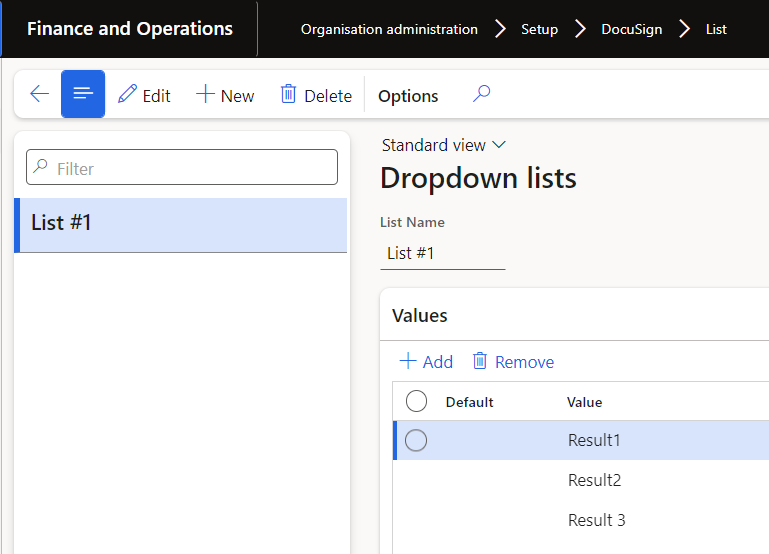 Finance and Operations
Organisation administration > Setup > DocuSign > List
Edit New Delete Options
Filter
List #1
Standard view
Dropdown lists
List Name
List #1
Values
Add Remove
Default Value
Result1
Result2
Result 3